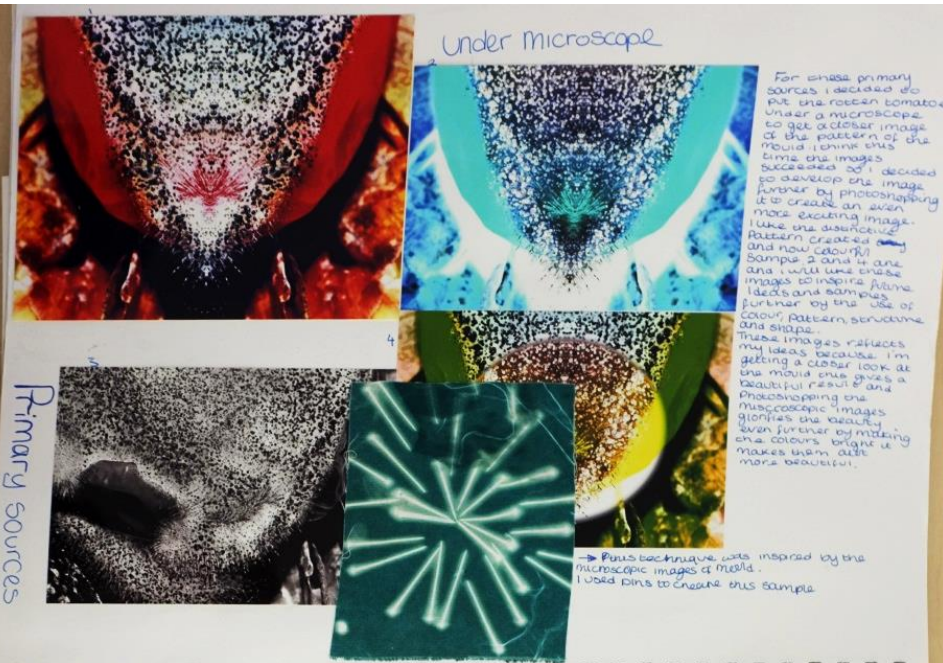 1
under microscope
2
For these primary
sources i decided to
put the rotten tomato
under a microscope
to get a closer image
of the pattern of the
mould. i think this
time the images
succeeded so i decided
to develop the image
further by photoshopping
it to create an even
more exciting image.
I like the distinctive
Pattern created
and how colourful
Sample 2 and 4 are
and i will use these
images to inspire future
ideas and samples
further by the use of
colour, pattern, structure
and shape.
These images reflects
my ideas because i'm
getting a closer look at
the mould this gives a
beautiful result and
Photoshopping the
miscroscopic images
glorifies the beauty
even further by making
the colours bright it
makes them
more beautiful.
4
3
Primary sources
→ This technique was inspired by the
microscopic images of mould.
I used pins to create this sample